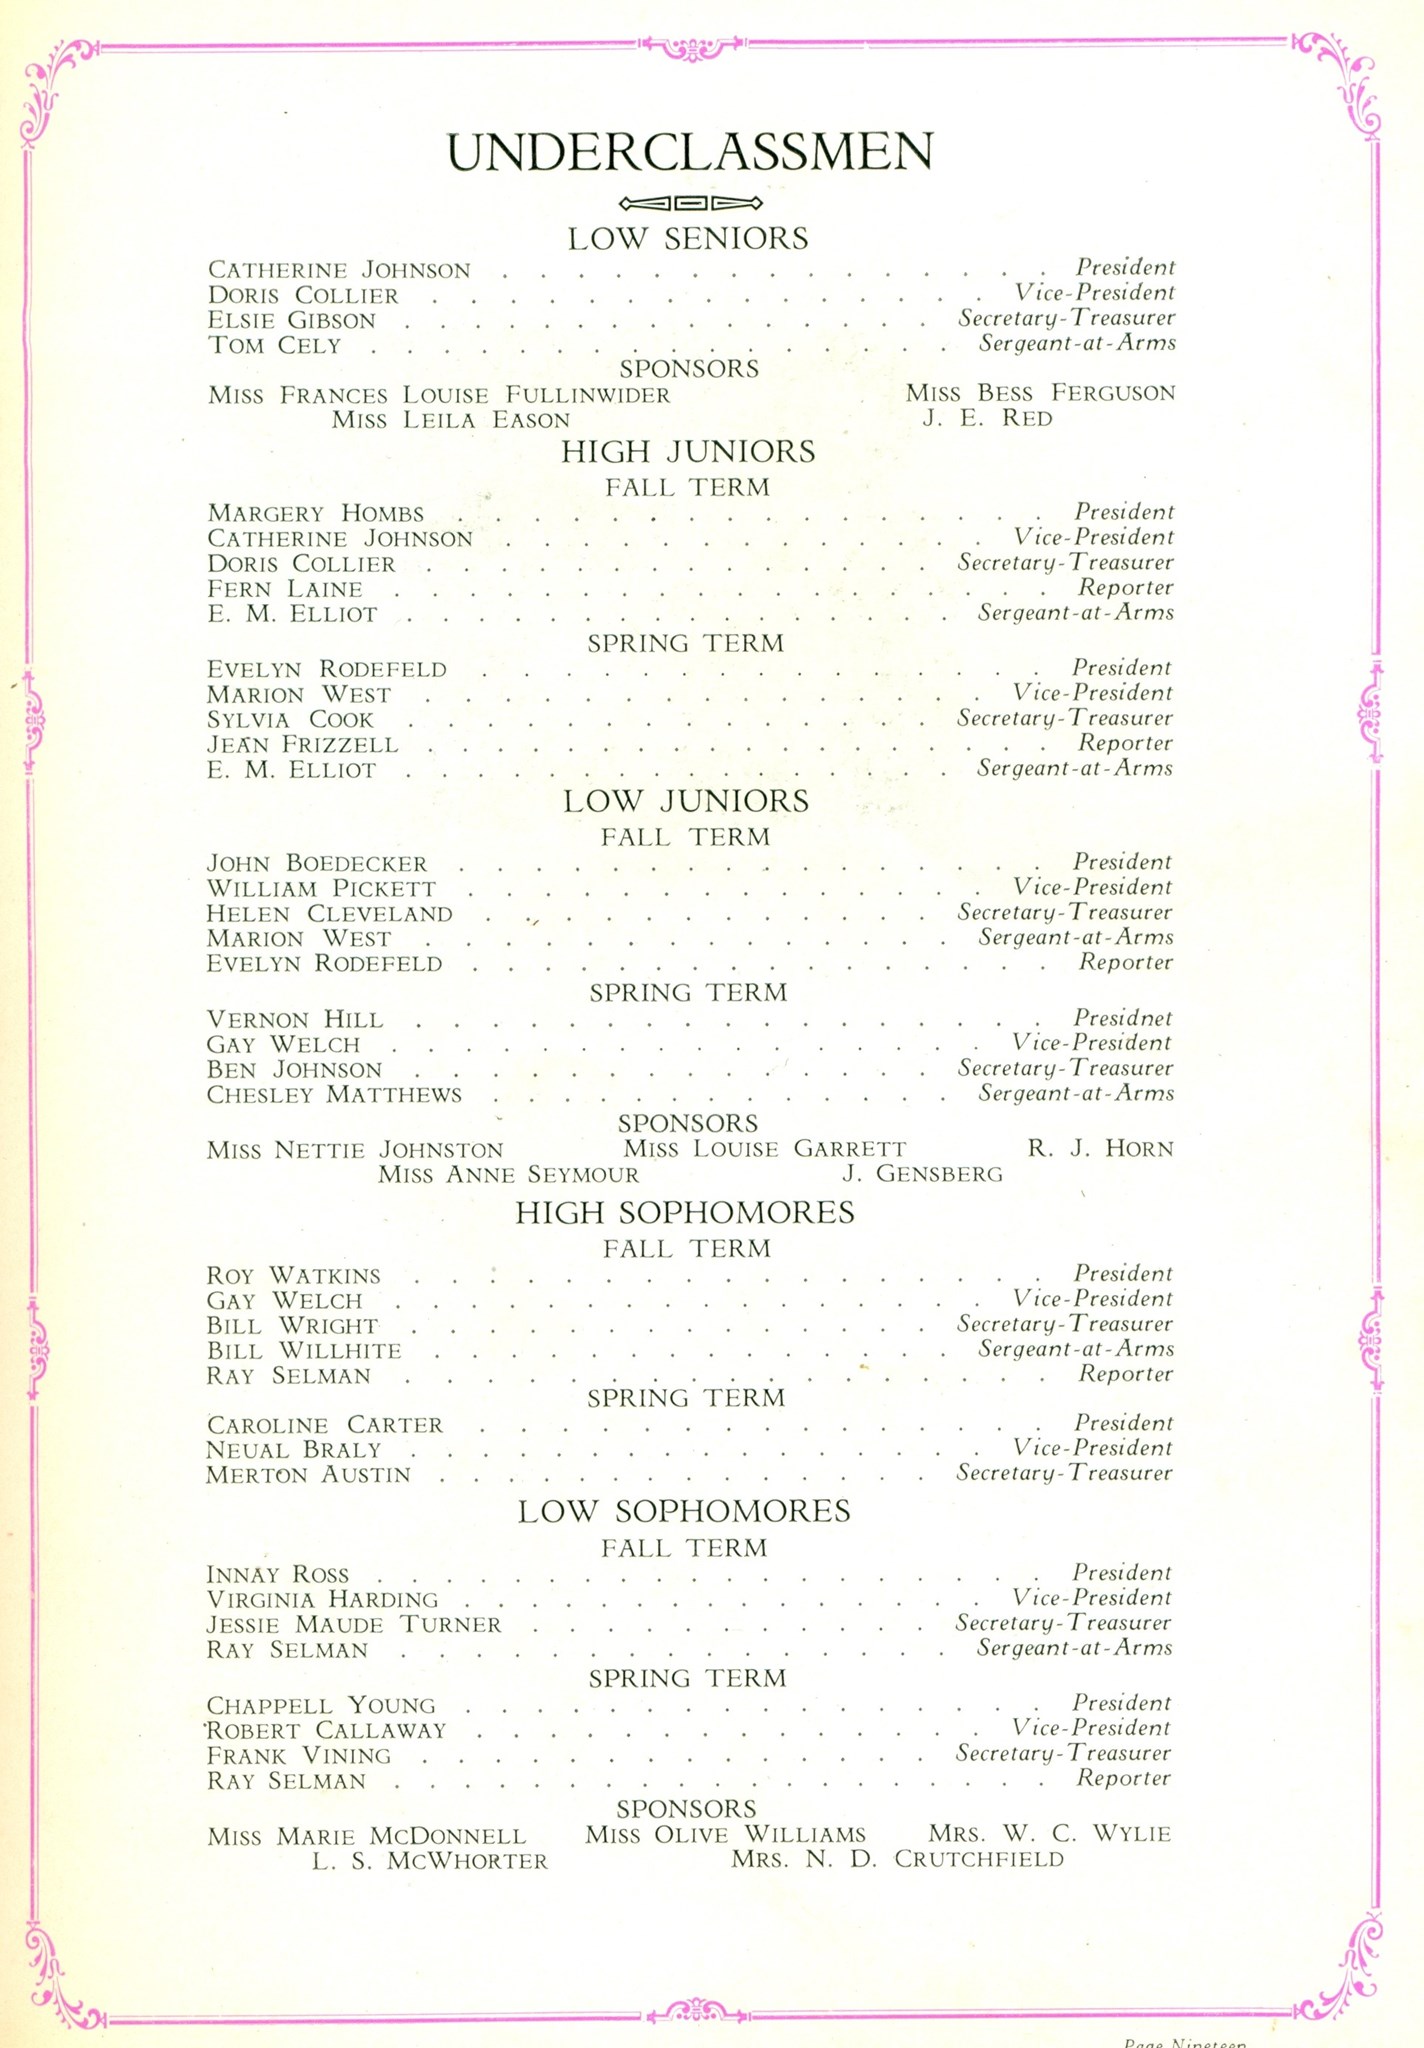 UNDERCLASSMEN
LOW SENIORS
CATHERINE JOHNSON . . . . . . . . . . . . . . President
DORIS COLLIER . . . . . . . . . . . . . . . Vice-President
ELSIE GIBSON . . . . . . . . . . . . . . Secretary-Treasurer
TOM CELY . . . . . . . . . . . . . . . Sergeant-at-Arms
SPONSORS
MISS FRANCES LOUISE FULLINWIDER MISS BESS FERGUSON
MISS LEILA EASON J. E. RED
HIGH JUNIORS
FALL TERM
MARGERY HOMBS . . . . . . . . . . . . . . . . President
CATHERINE JOHNSON . . . . . . . . . . . . . Vice-President
DORIS COLLIER . . . . . . . . . . . . . . Secretary-Treasurer
FERN LAINE . . . . . . . . . . . . . . . . . Reporter
E. M. ELLIOT . . . . . . . . . . . . . . Sergeant-at-Arms
SPRING TERM
EVELYN RODEFELD . . . . . . . . . . . . . . . President
MARION WEST . . . . . . . . . . . . . . . Vice-President
SYLVIA COOK . . . . . . . . . . . . . . Secretary-Treasurer
JEAN FRIZZELL . . . . . . . . . . . . . . . . Reporter
E. M. ELLIOT . . . . . . . . . . . . . . Sergeant-at-Arms
LOW JUNIORS
FALL TERM
JOHN BOEDECKER . . . . . . . . . . . . . . . President
WILLIAM PICKETT . . . . . . . . . . . . . . Vice-President
HELEN CLEVELAND . . . . . . . . . . . . Secretary-Treasurer
MARION WEST . . . . . . . . . . . . . . Sergeant-at-Arms
EVELYN RODEFELD . . . . . . . . . . . . . . . Reporter
SPRING TERM
VERNON HILL . . . . . . . . . . . . . . . . Presidnet
GAY WELCH . . . . . . . . . . . . . . . . Vice-President
BEN JOHNSON . . . . . . . . . . . . . . Secretary-Treasurer
CHESLEY MATTHEWS . . . . . . . . . . . . Sergeant-at-Arms
SPONSORS
MISS NETTIE JOHNSTON MISS LOUISE GARRETT R. J. HORN
MISS ANNE SEYMOUR J. GENSBERG
HIGH SOPHOMORES
FALL TERM
ROY WATKINS . . . . . . . . . . . . . . . . President
GAY WELCH . . . . . . . . . . . . . . . . Vice-President
BILL WRIGHT . . . . . . . . . . . . . . Secretary-Treasurer
BILL WILLHITE . . . . . . . . . . . . . Sergeant-at-Arms
RAY SELMAN . . . . . . . . . . . . . . . . . Reporter
SPRING TERM
CAROLINE CARTER . . . . . . . . . . . . . . . President
NEUAL BRALY . . . . . . . . . . . . . . . Vice-President
MERTON AUSTIN . . . . . . . . . . . . . Secretary-Treasurer
LOW SOPHOMORES
FALL TERM
INNAY ROSS . . . . . . . . . . . . . . . . . President
VIRGINIA HARDING . . . . . . . . . . . . . . Vice-President
JESSIE MAUDE TURNER . . . . . . . . . . . Secretary-Treasurer
RAY SELMAN . . . . . . . . . . . . . . . Sergeant-at-Arms
SPRING TERM
CHAPPELL YOUNG . . . . . . . . . . . . . . . President
ROBERT CALLAWAY . . . . . . . . . . . . . . Vice-President
FRANK VINING . . . . . . . . . . . . . . Secretary-Treasurer
RAY SELMAN . . . . . . . . . . . . . . . . . Reporter
SPONSORS
MISS MARIE MCDONNELL MISS OLIVE WILLIAMS MRS. W. C. WYLIE
L. S. MCWHORTER MRS. N. D. CRUTCHFIELD
Page Nineteen